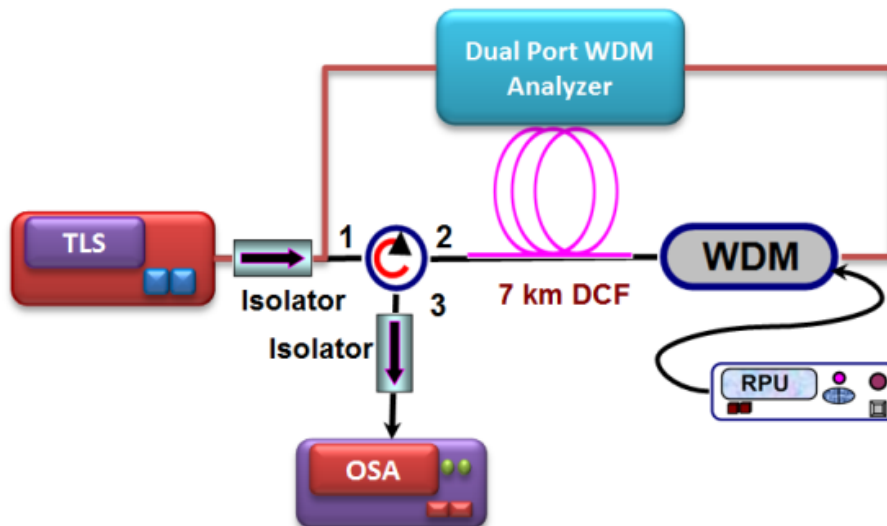 Dual Port WDM
Analyzer
TLS
1
2
WDM
Isolator
3
7 km DCF
Isolator
RPU
OSA